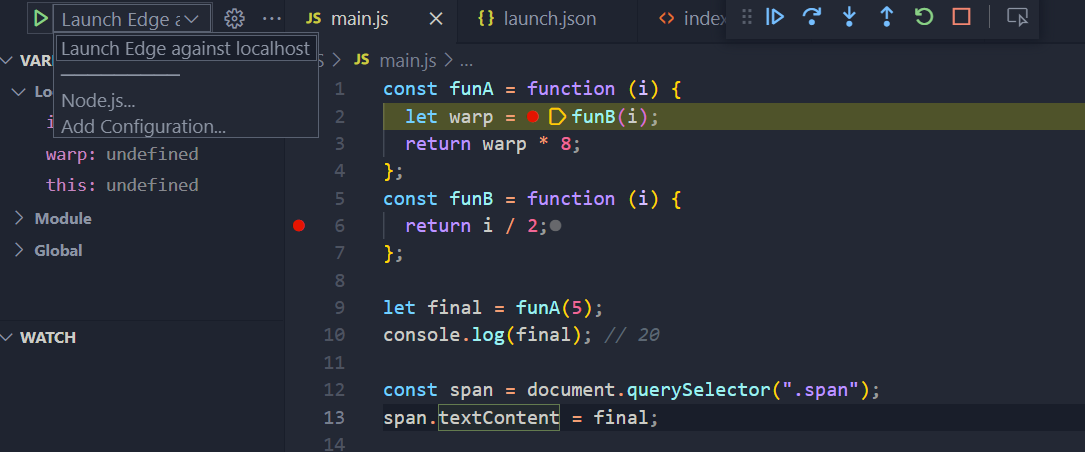 Launch Edge a
JS main.js
{} launch.json
<> index
Launch Edge against localhost
Node.js...
Add Configuration...
VAR
Lo
i
warp: undefined
this: undefined
Module
Global
WATCH
s > JS main.js > ...
1 const funA = function (i) {
2 let warp = funB(i);
3 return warp * 8;
4 };
5 const funB = function (i) {
6 return i / 2;
7 };
8
9 let final = funA(5);
10 console.log(final); // 20
11
12 const span = document.querySelector(".span");
13 span.textContent = final;
14